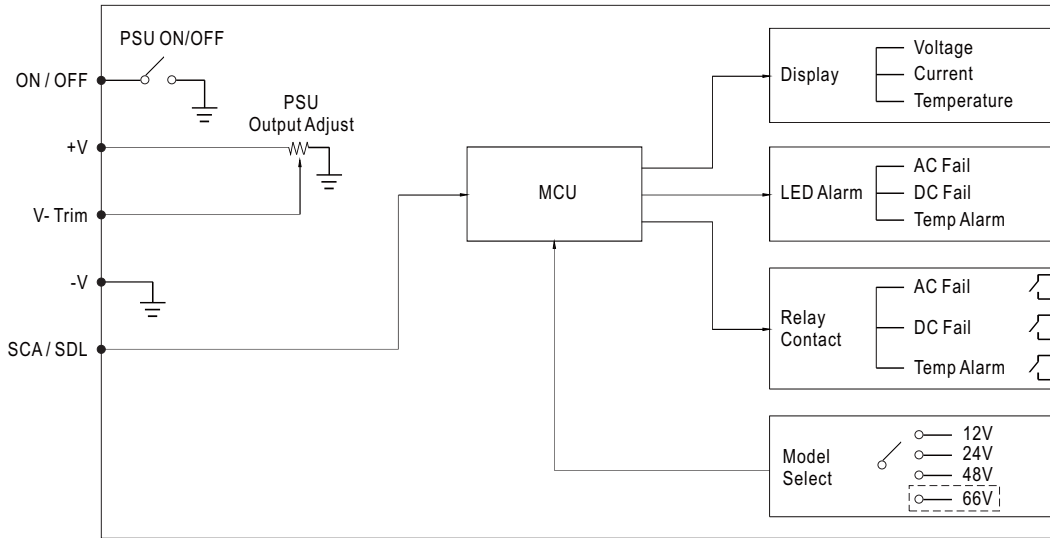 PSU ON/OFF
ON / OFF
PSU
Output Adjust
+V
V- Trim
-V
SCA / SDL
MCU
Display
Voltage
Current
Temperature
LED Alarm
AC Fail
DC Fail
Temp Alarm
Relay
Contact
AC Fail
DC Fail
Temp Alarm
Model
Select
12V
24V
48V
66V